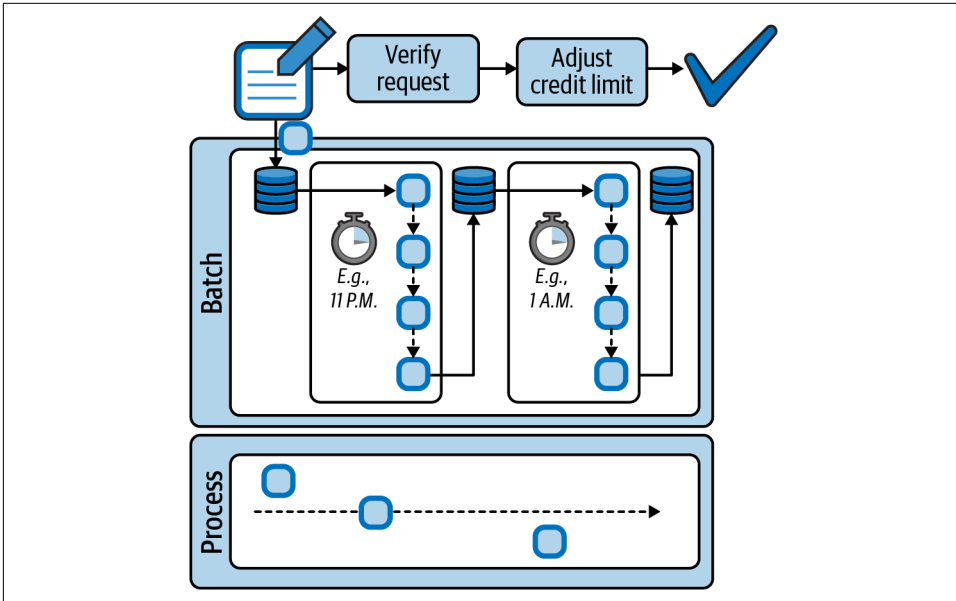 Verify
request
Adjust
credit limit
Batch
E.g.,
11 P.M.
E.g.,
1 A.M.
Process